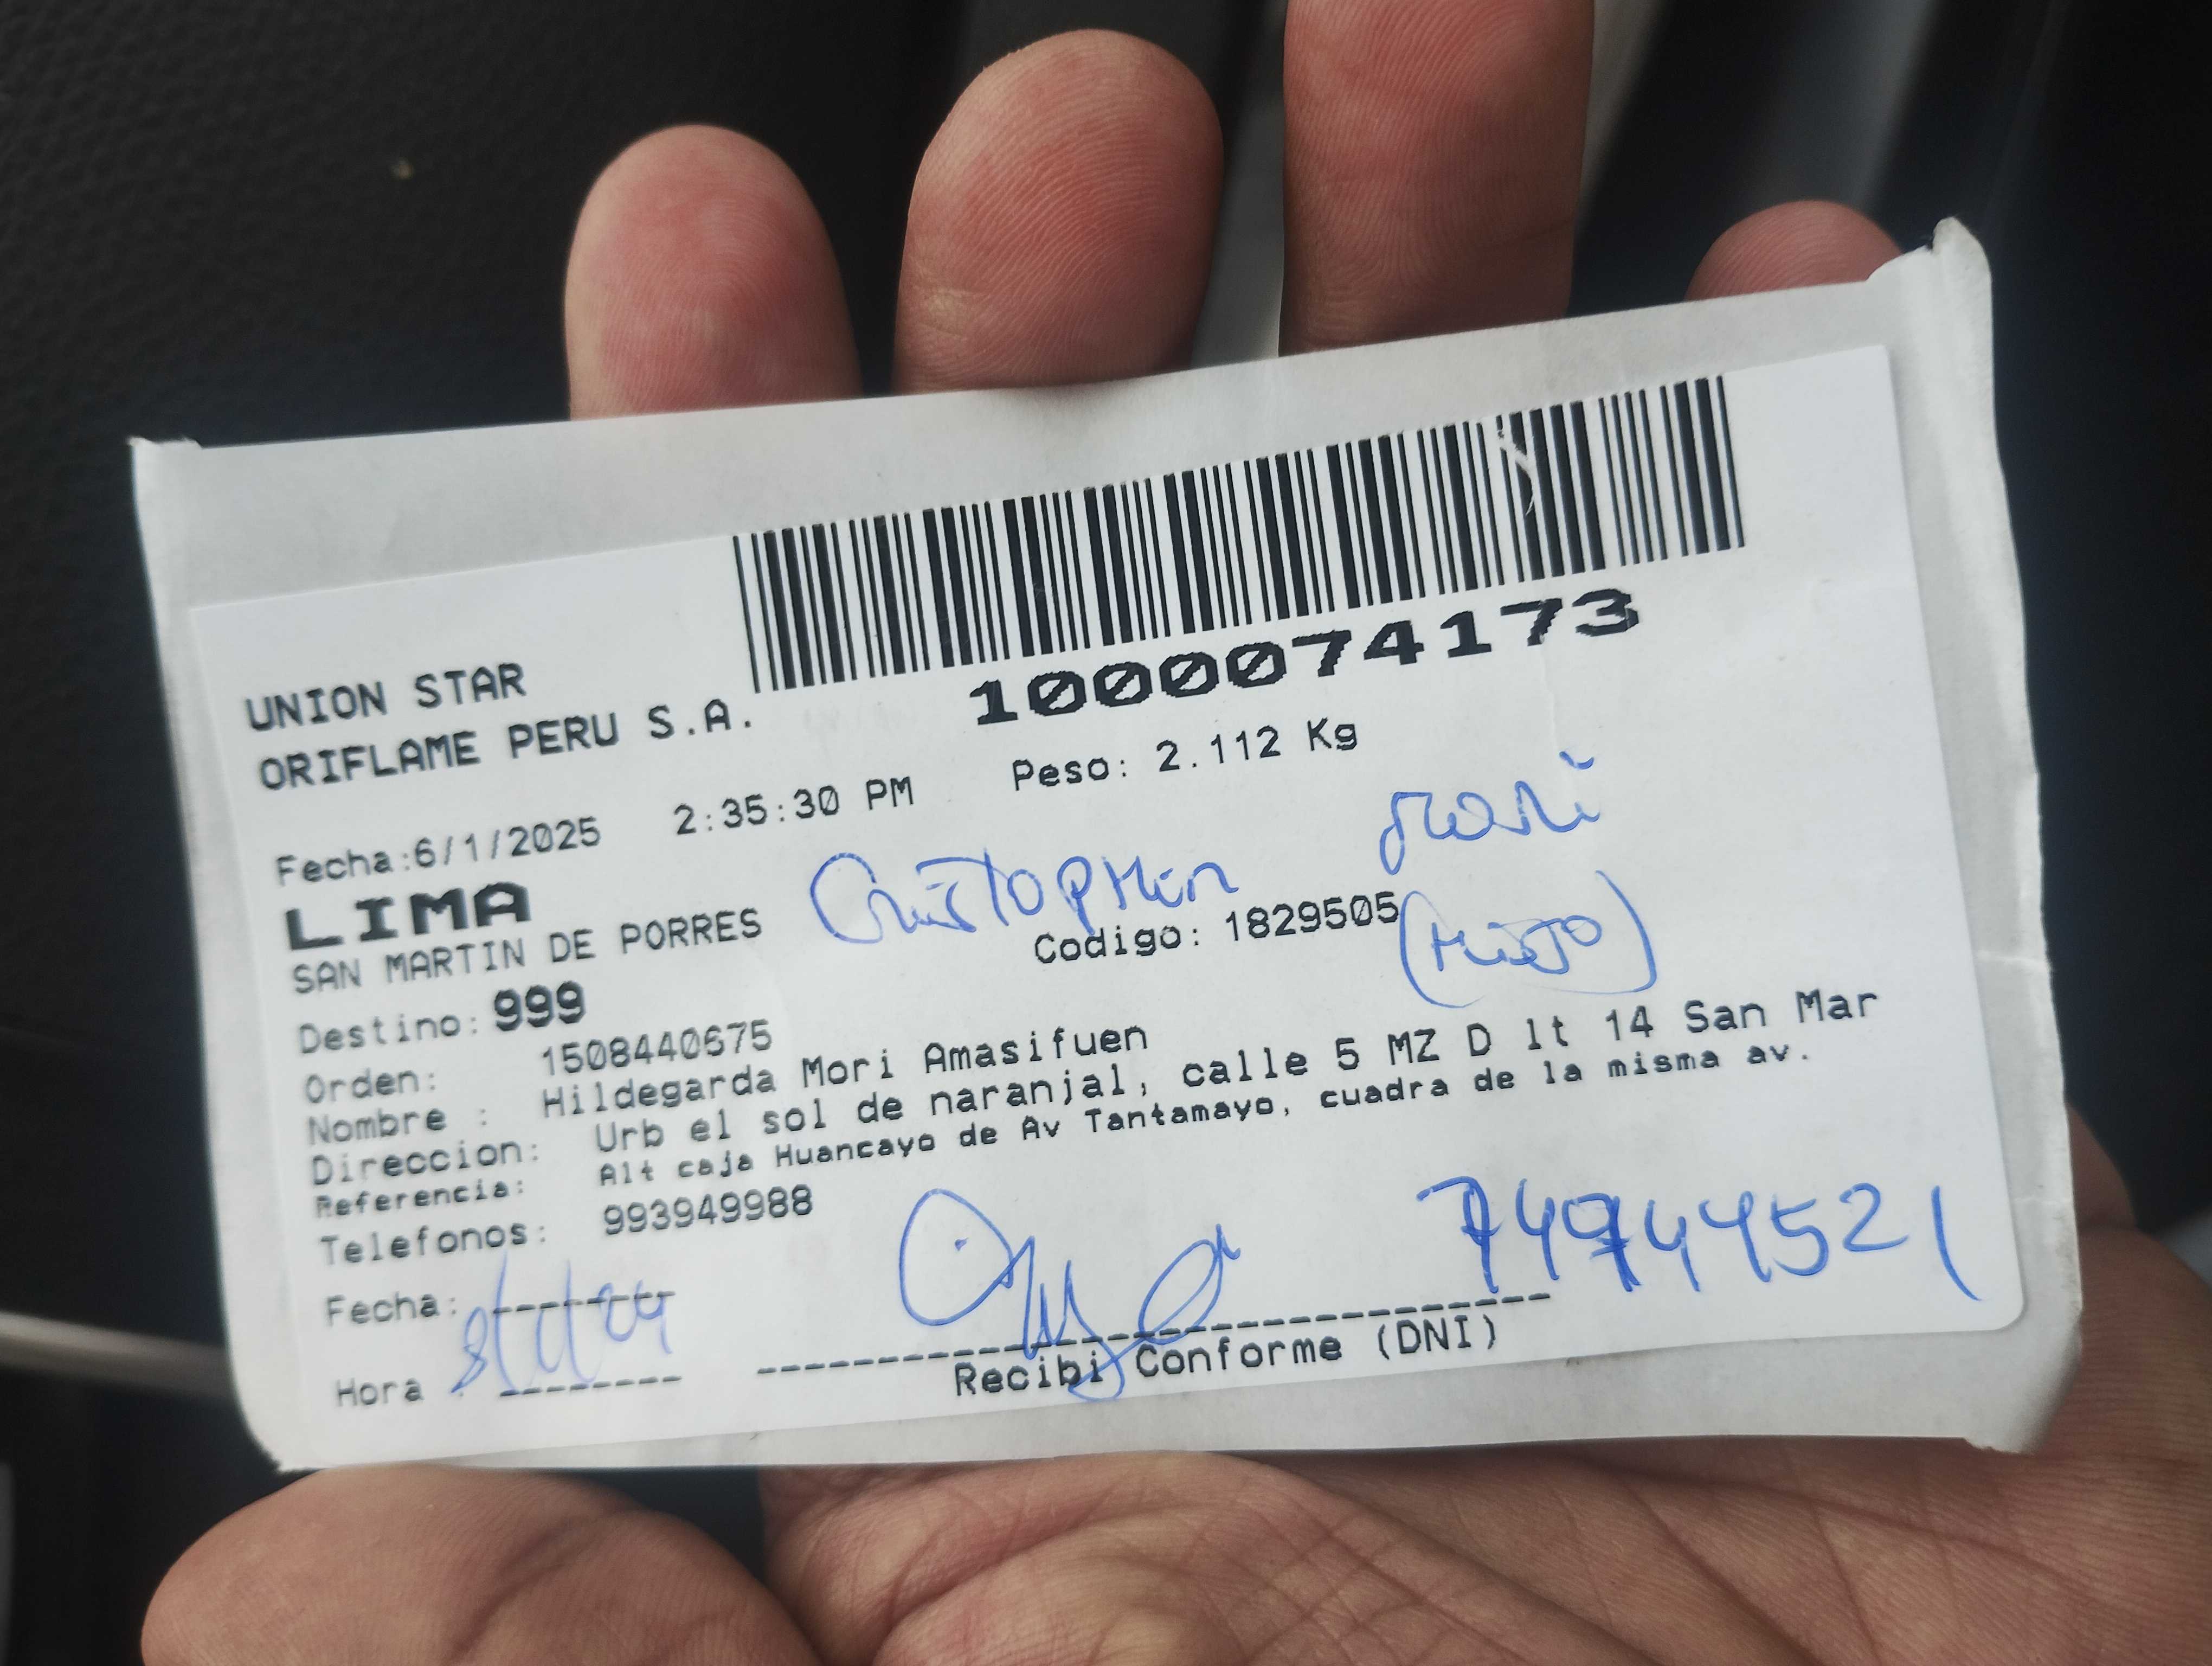 1000074173
UNION STAR
ORIFLAME PERU S.A.
Fecha:6/1/2025 2:35:30 PM Peso: 2.112 Kg
LIMA
Cristopher Mori
SAN MARTIN DE PORRES
Codigo: 1829505 (Hijo)
Destino: 999
Orden: 1508440675
Nombre : Hildegarda Mori Amasifuen
Direccion: Urb el sol de naranjal, calle 5 MZ D lt 14 San Mar
Referencia: Alt caja Huancayo de Av Tantamayo, cuadra de la misma av.
Telefonos: 993949988
Fecha:
Hora
Recibi Conforme (DNI)